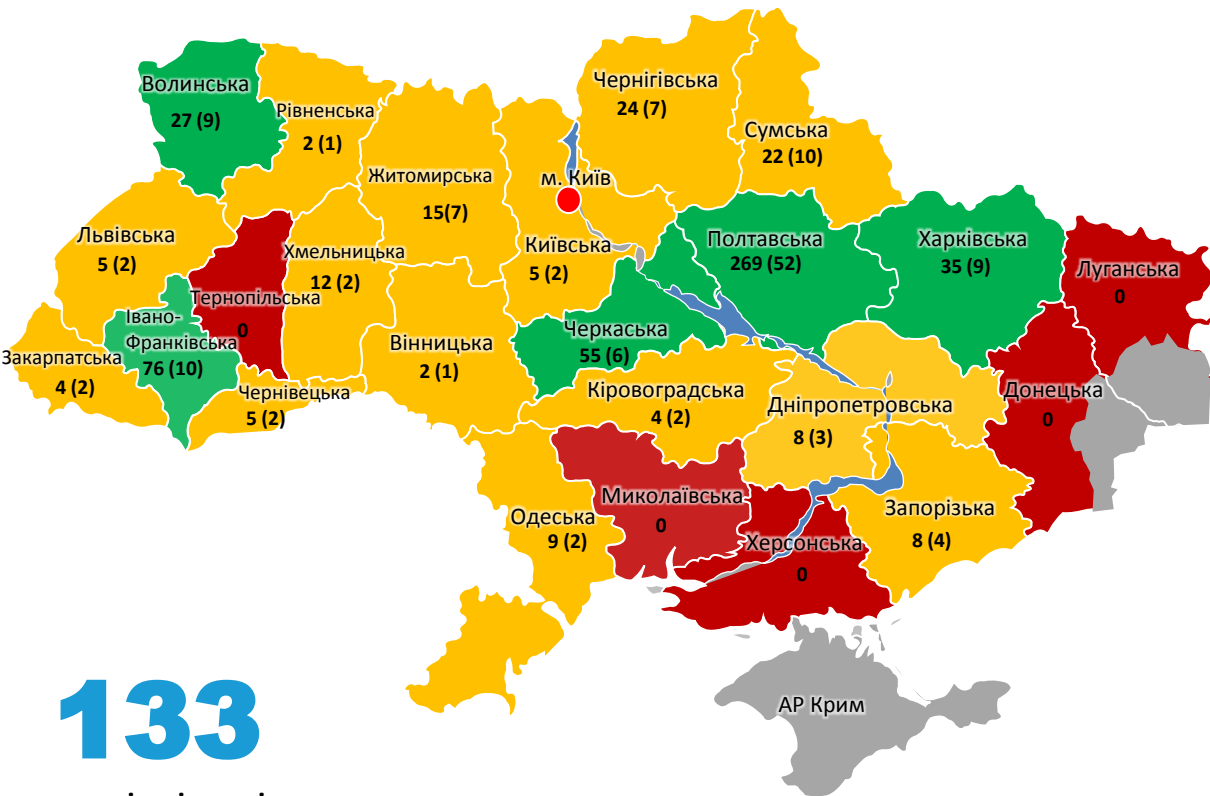 Волинська
27 (9)
Рівненська
2 (1)
Житомирська
15(7)
м. Київ
Київська
5 (2)
Чернігівська
24 (7)
Сумська
22 (10)
Львівська
5 (2)
Тернопільська
0
Хмельницька
12 (2)
Полтавська
269 (52)
Харківська
35 (9)
Луганська
0
Івано-
Франківська
76 (10)
Закарпатська
4 (2)
Чернівецька
5 (2)
Вінницька
2 (1)
Черкаська
55 (6)
Кіровоградська
4 (2)
Дніпропетровська
8 (3)
Донецька
0
Одеська
9 (2)
Миколаївська
0
Херсонська
0
Запорізька
8 (4)
АР Крим
133